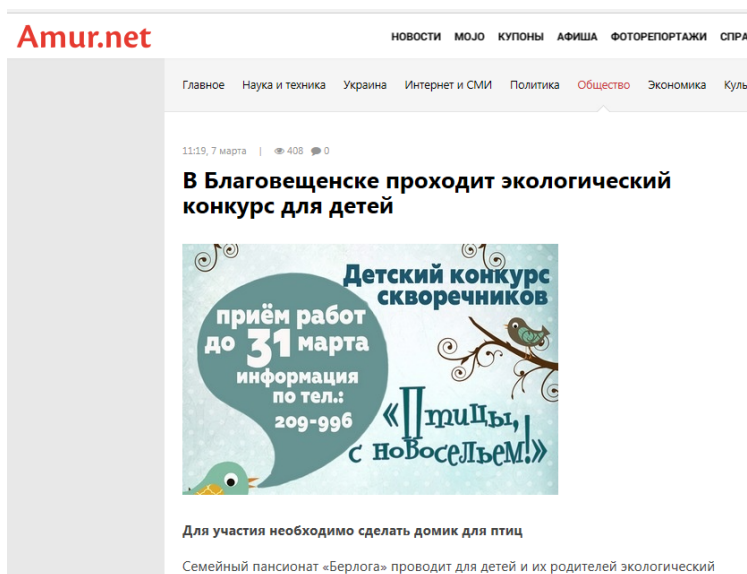 Amur.net
НОВОСТИ MOJO КУПОНЫ АФИША ФОТОРЕПОРТАЖИ
Главное Наука и техника Украина Интернет и СМИ Политика Общество Экономика
11:19, 7 марта | 408 0
В Благовещенске проходит экологический
конкурс для детей
Детский конкурс
скворечников
приём работ
до 31 марта
информация
по тел.:
209-996
«Птицы,
с новосельем!»
Для участия необходимо сделать домик для птиц
Семейный пансионат «Берлога» проводит для детей и их родителей экологический